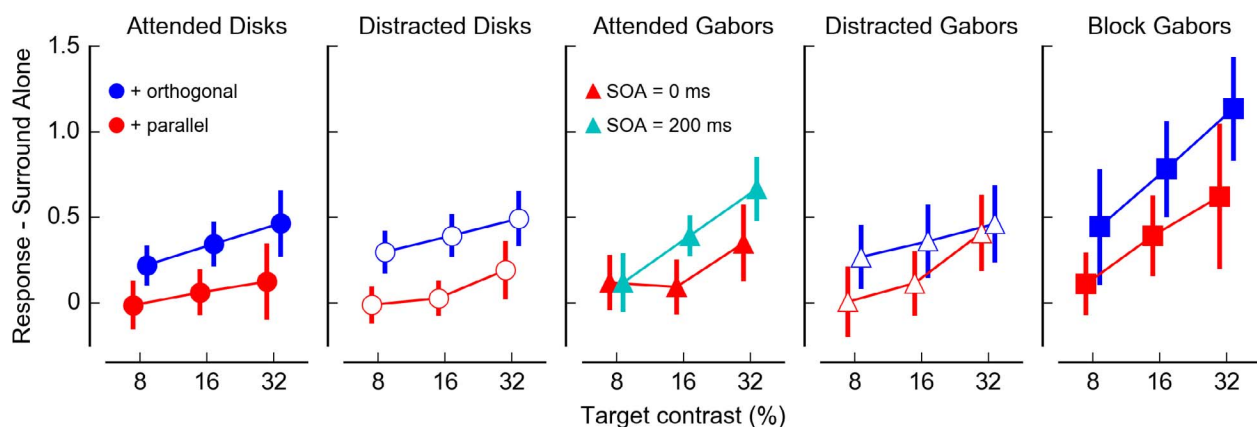 Attended Disks
Distracted Disks
Attended Gabors
Distracted Gabors
Block Gabors
Response - Surround Alone
1.5
1.0
0.5
0
+ orthogonal
+ parallel
SOA = 0 ms
SOA = 200 ms
8 16 32
8 16 32
8 16 32
8 16 32
8 16 32
Target contrast (%)